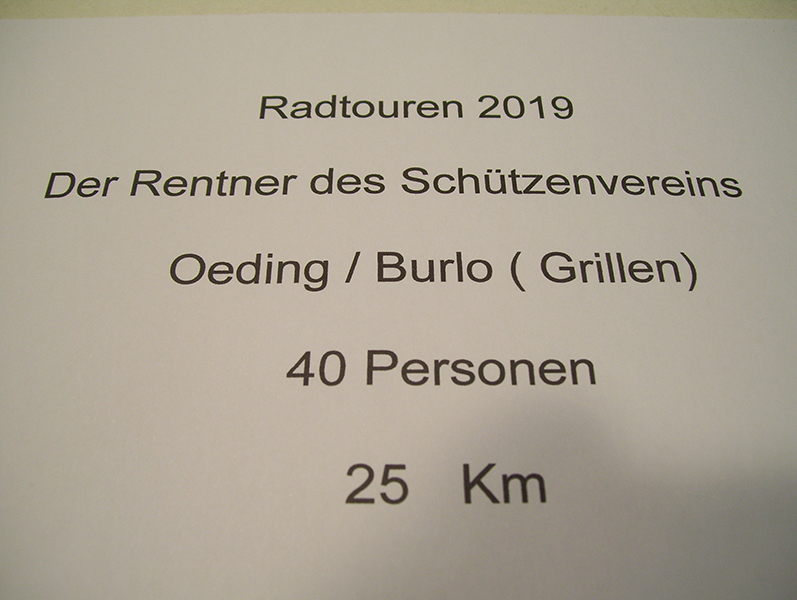 Radtouren 2019
Der Rentner des Schützenvereins
Oeding / Burlo ( Grillen)
40 Personen
25 Km